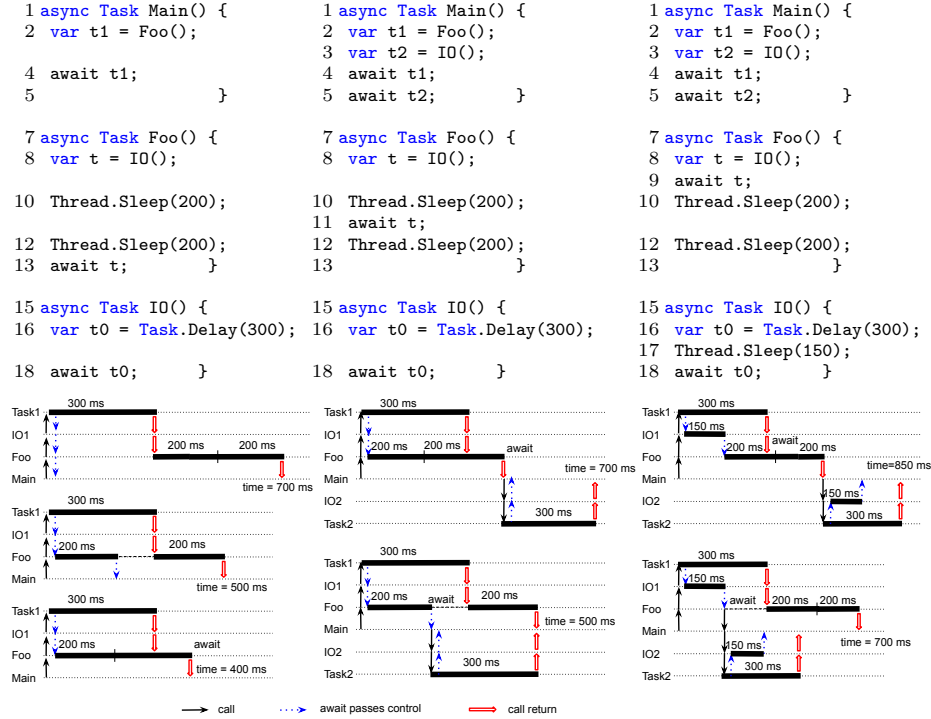 1 async Task Main() {
2 var t1 = Foo();
4 await t1;
5 }
7 async Task Foo() {
8 var t = IO();
10 Thread.Sleep(200);
12 Thread.Sleep(200);
13 await t; }
15 async Task IO() {
16 var t0 = Task.Delay(300);
18 await t0; }
1 async Task Main() {
2 var t1 = Foo();
3 var t2 = IO();
4 await t1;
5 await t2; }
7 async Task Foo() {
8 var t = IO();
10 Thread.Sleep(200);
11 await t;
12 Thread.Sleep(200);
13 }
15 async Task IO() {
16 var t0 = Task.Delay(300);
18 await t0; }
1 async Task Main() {
2 var t1 = Foo();
3 var t2 = IO();
4 await t1;
5 await t2; }
7 async Task Foo() {
8 var t = IO();
9 await t;
10 Thread.Sleep(200);
12 Thread.Sleep(200);
13 }
15 async Task IO() {
16 var t0 = Task.Delay(300);
17 Thread.Sleep(150);
18 await t0; }
300 ms
Task1
IO1
200 ms 200 ms
Foo
Main
time = 700 ms
300 ms
Task1
IO1
200 ms 200 ms
Foo
Main
time = 500 ms
300 ms
Task1
IO1
200 ms await
Foo
Main
time = 400 ms
300 ms
Task1
IO1
200 ms 200 ms await
Foo
time = 700 ms
Main
IO2
300 ms
Task2
300 ms
Task1
IO1
200 ms await 200 ms
Foo
time = 500 ms
Main
IO2
300 ms
Task2
300 ms
Task1
150 ms
IO1
200 ms await 200 ms
Foo
time=850 ms
Main
150 ms
IO2
300 ms
Task2
300 ms
Task1
150 ms
IO1
await 200 ms 200 ms
Foo
Main
time = 700 ms
150 ms
IO2
300 ms
Task2
call await passes control call return